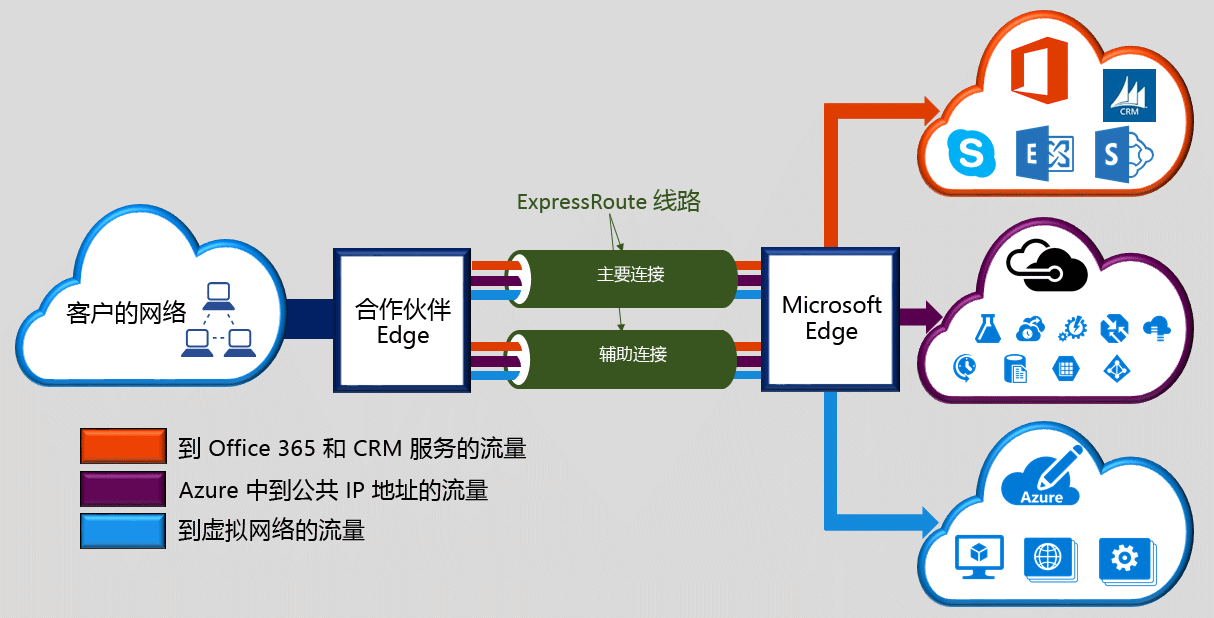 CRM
S
E
S
ExpressRoute 线路
主要连接
客户的网络
合作伙伴
Edge
Microsoft
Edge
辅助连接
到 Office 365 和 CRM 服务的流量
Azure 中到公共 IP 地址的流量
到虚拟网络的流量
Azure